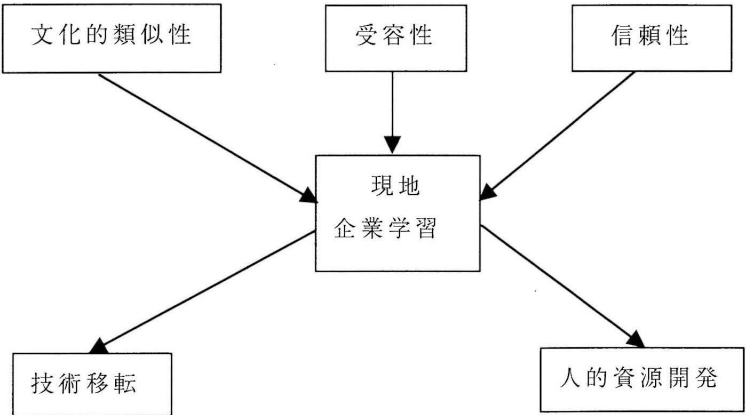 文化的類似性
受容性
信頼性
現地
企業学習
技術移転
人的資源開発